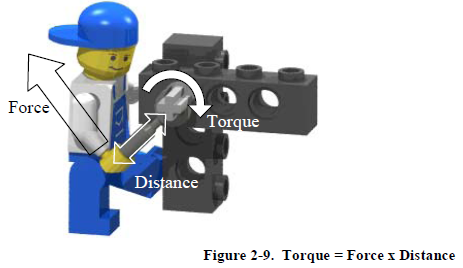 Force
Torque
Distance
Figure 2-9. Torque = Force x Distance